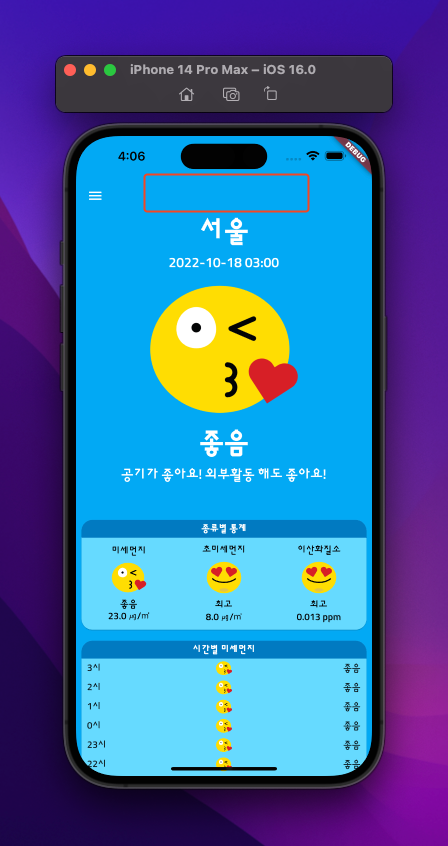 iPhone 14 Pro Max – iOS 16.0
4:06
DEBUG
서울
2022-10-18 03:00
좋음
공기가 좋아요! 외부활동 해도 좋아요!
종류별 통계
미세먼지 초미세먼지 이산화질소
좋음 최고 최고
23.0 ㎍/㎥ 8.0 ㎍/㎥ 0.013 ppm
시간별 미세먼지
3시 좋음
2시 좋음
1시 좋음
0시 좋음
23시 좋음
22시 좋음